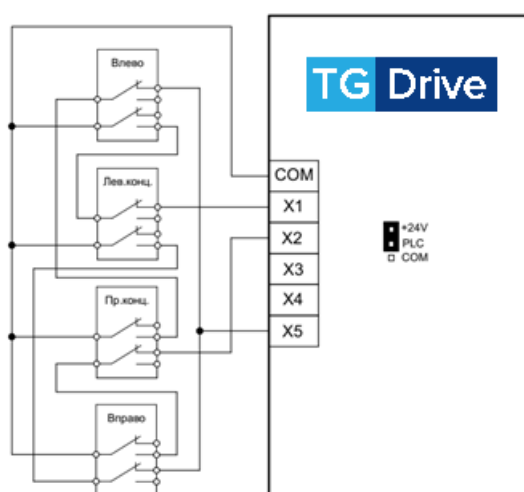 Влево
TG Drive
Лев.конц.
COM
X1
X2
+24V
PLC
COM
X3
X4
Пр.конц.
X5
Вправо